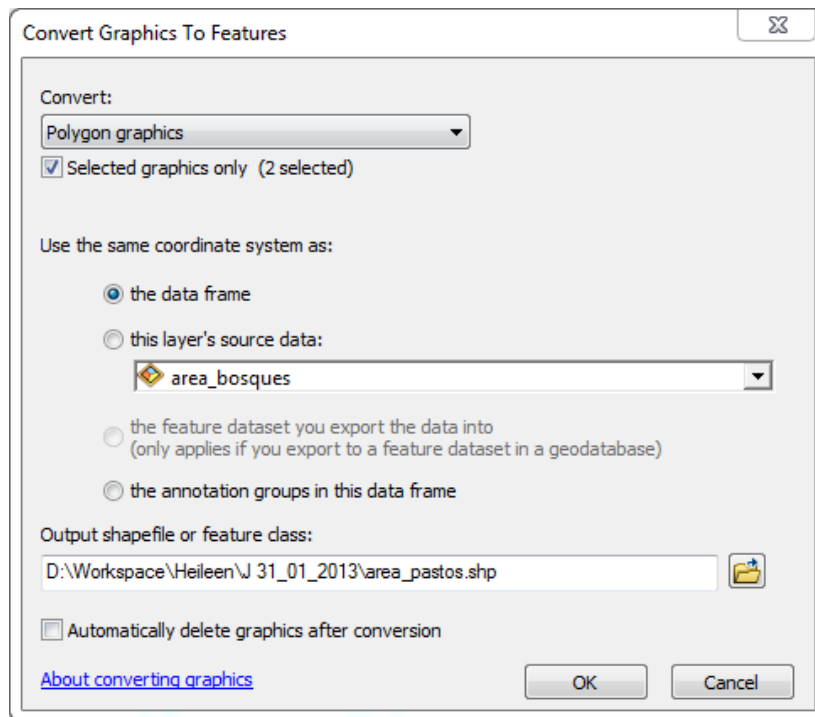 Convert Graphics To Features
Convert:
Polygon graphics
Selected graphics only (2 selected)
Use the same coordinate system as:
the data frame
this layer's source data:
area_bosques
the feature dataset you export the data into
(only applies if you export to a feature dataset in a geodatabase)
the annotation groups in this data frame
Output shapefile or feature class:
D:\Workspace\Heileen\J 31_01_2013\area_pastos.shp
Automatically delete graphics after conversion
About converting graphics
OK
Cancel